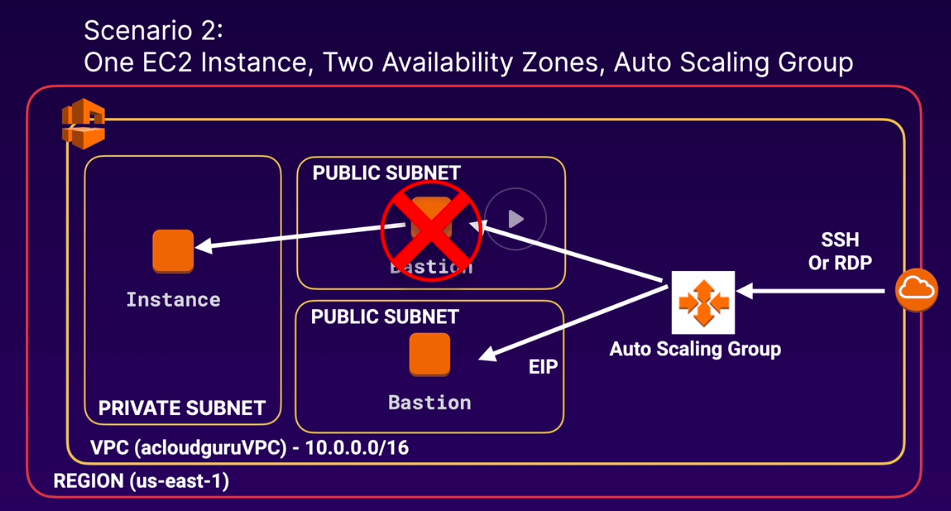 Scenario 2:
One EC2 Instance, Two Availability Zones, Auto Scaling Group
PUBLIC SUBNET
Bastion
Instance
PRIVATE SUBNET
PUBLIC SUBNET
Bastion
EIP
SSH
Or RDP
Auto Scaling Group
VPC (acloudguruVPC) - 10.0.0.0/16
REGION (us-east-1)